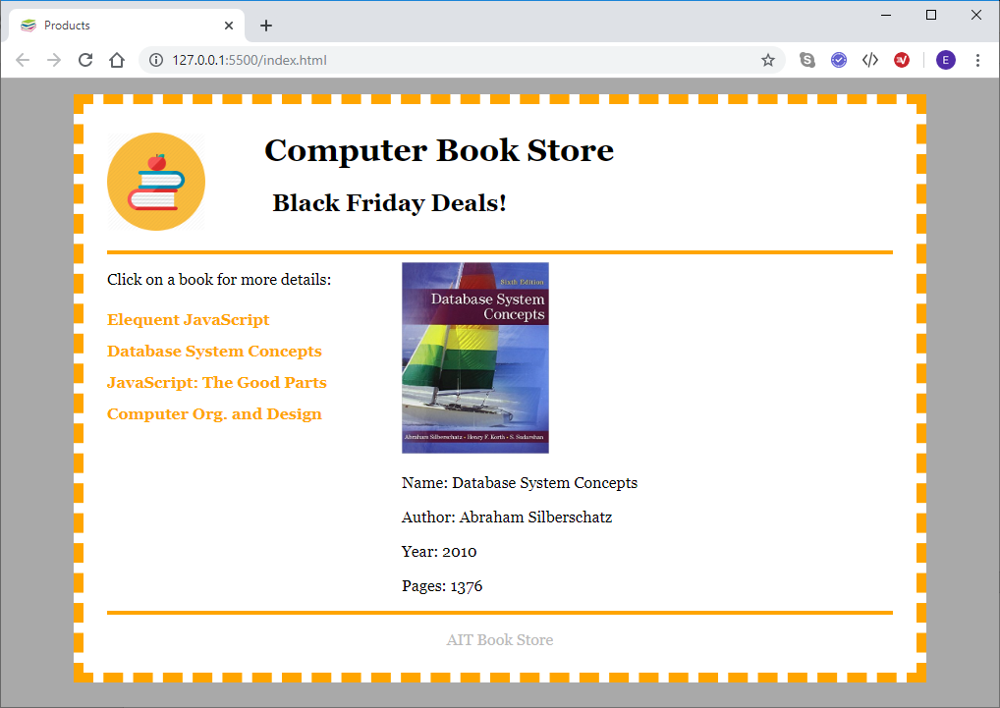 Products
127.0.0.1:5500/index.html
E
Computer Book Store
Black Friday Deals!
Click on a book for more details:
Elequent JavaScript
Database System Concepts
JavaScript: The Good Parts
Computer Org. and Design
Sixth Edition
Database System
Concepts
Abraham Silberschatz • Henry F. Korth • S. Sudarshan
Name: Database System Concepts
Author: Abraham Silberschatz
Year: 2010
Pages: 1376
AIT Book Store